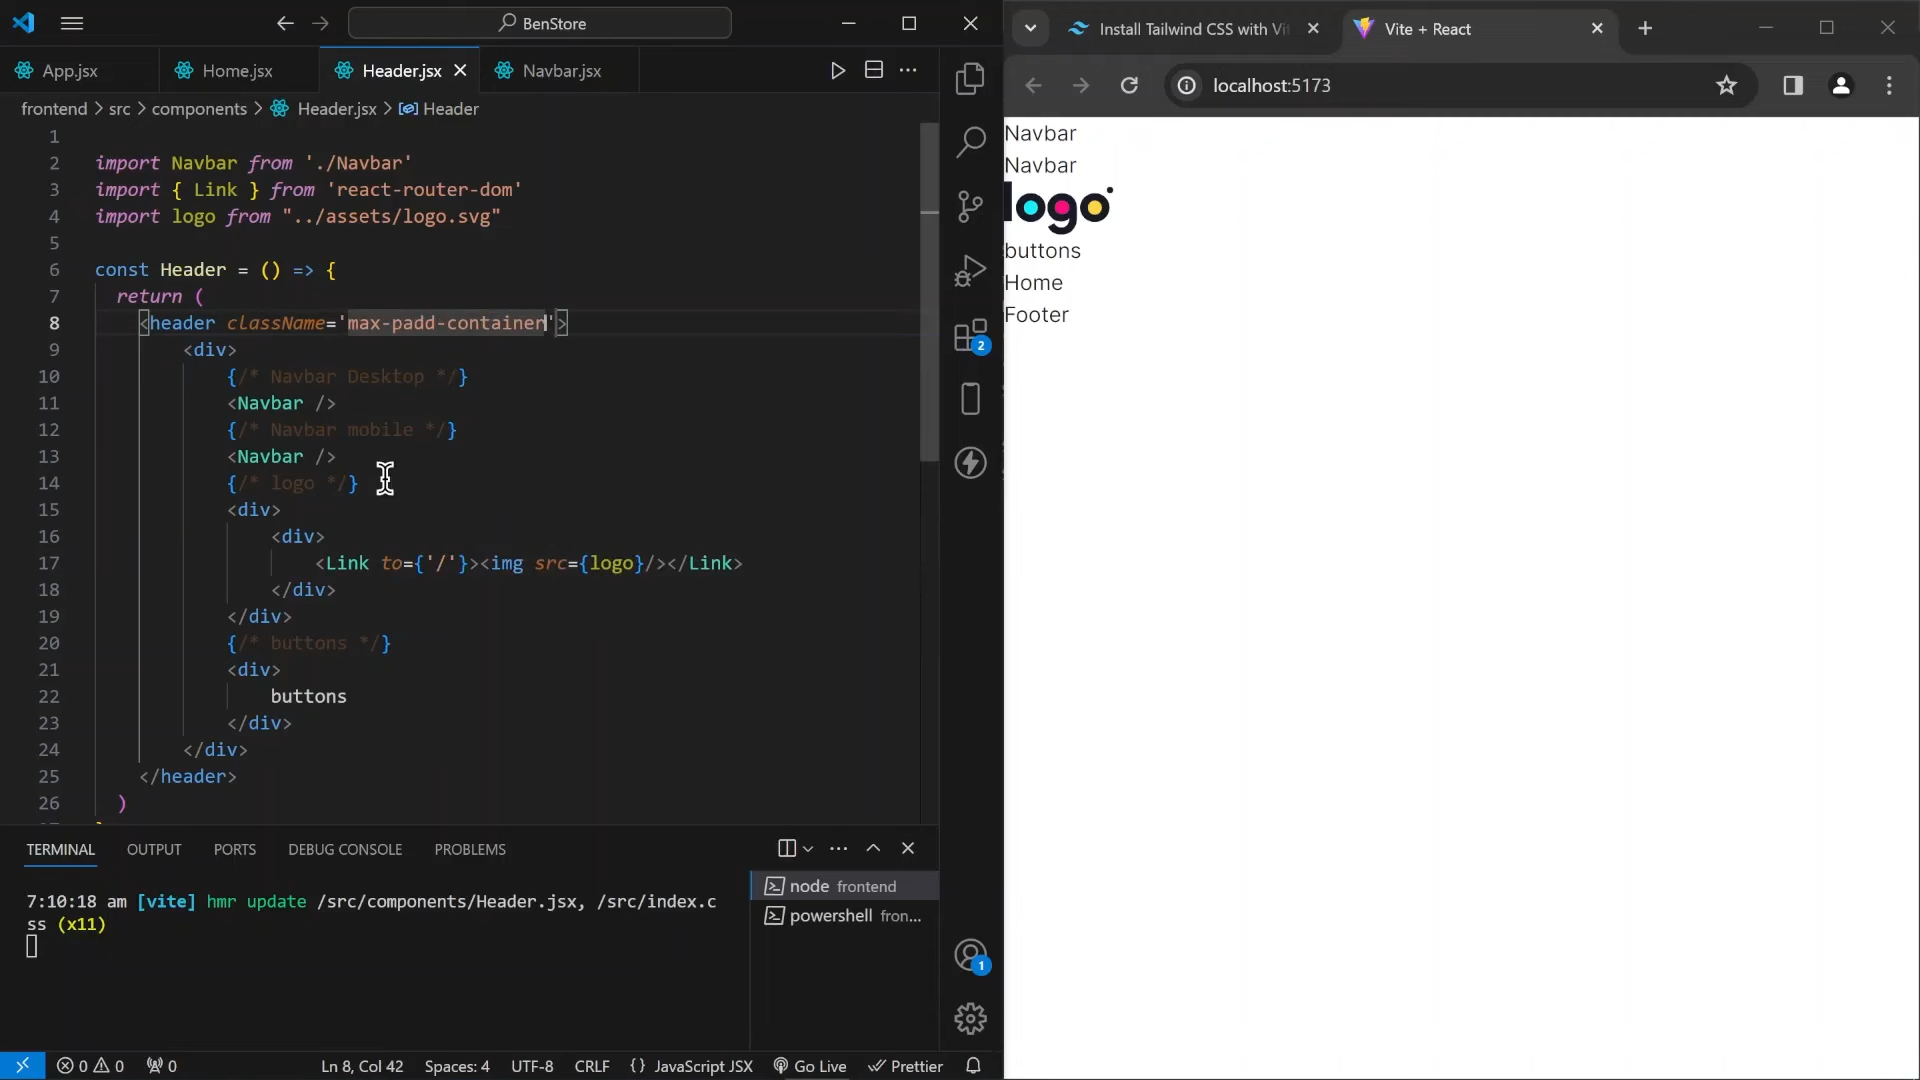 BenStore
App.jsx
Home.jsx
Header.jsx
Navbar.jsx
frontend > src > components > Header.jsx > Header
1
2 import Navbar from './Navbar'
3 import { Link } from 'react-router-dom'
4 import logo from "../assets/logo.svg"
5
6 const Header = () => {
7 return (
8 <header className='max-padd-container'>
9 <div>
10 {/* Navbar Desktop */}
11 <Navbar />
12 {/* Navbar mobile */}
13 <Navbar />
14 {/* logo */}
15 <div>
16 <div>
17 <Link to={'/'}><img src={logo}/></Link>
18 </div>
19 </div>
20 {/* buttons */}
21 <div>
22 buttons
23 </div>
24 </div>
25 </header>
26 )
TERMINAL OUTPUT PORTS DEBUG CONSOLE PROBLEMS
7:10:18 am [vite] hmr update /src/components/Header.jsx, /src/index.c
ss (x11)
node frontend
powershell fron...
2
1
0 0 0
Ln 8, Col 42 Spaces: 4 UTF-8 CRLF {} JavaScript JSX Go Live Prettier
Install Tailwind CSS with Vi
Vite + React
localhost:5173
Navbar
Navbar
logo
buttons
Home
Footer